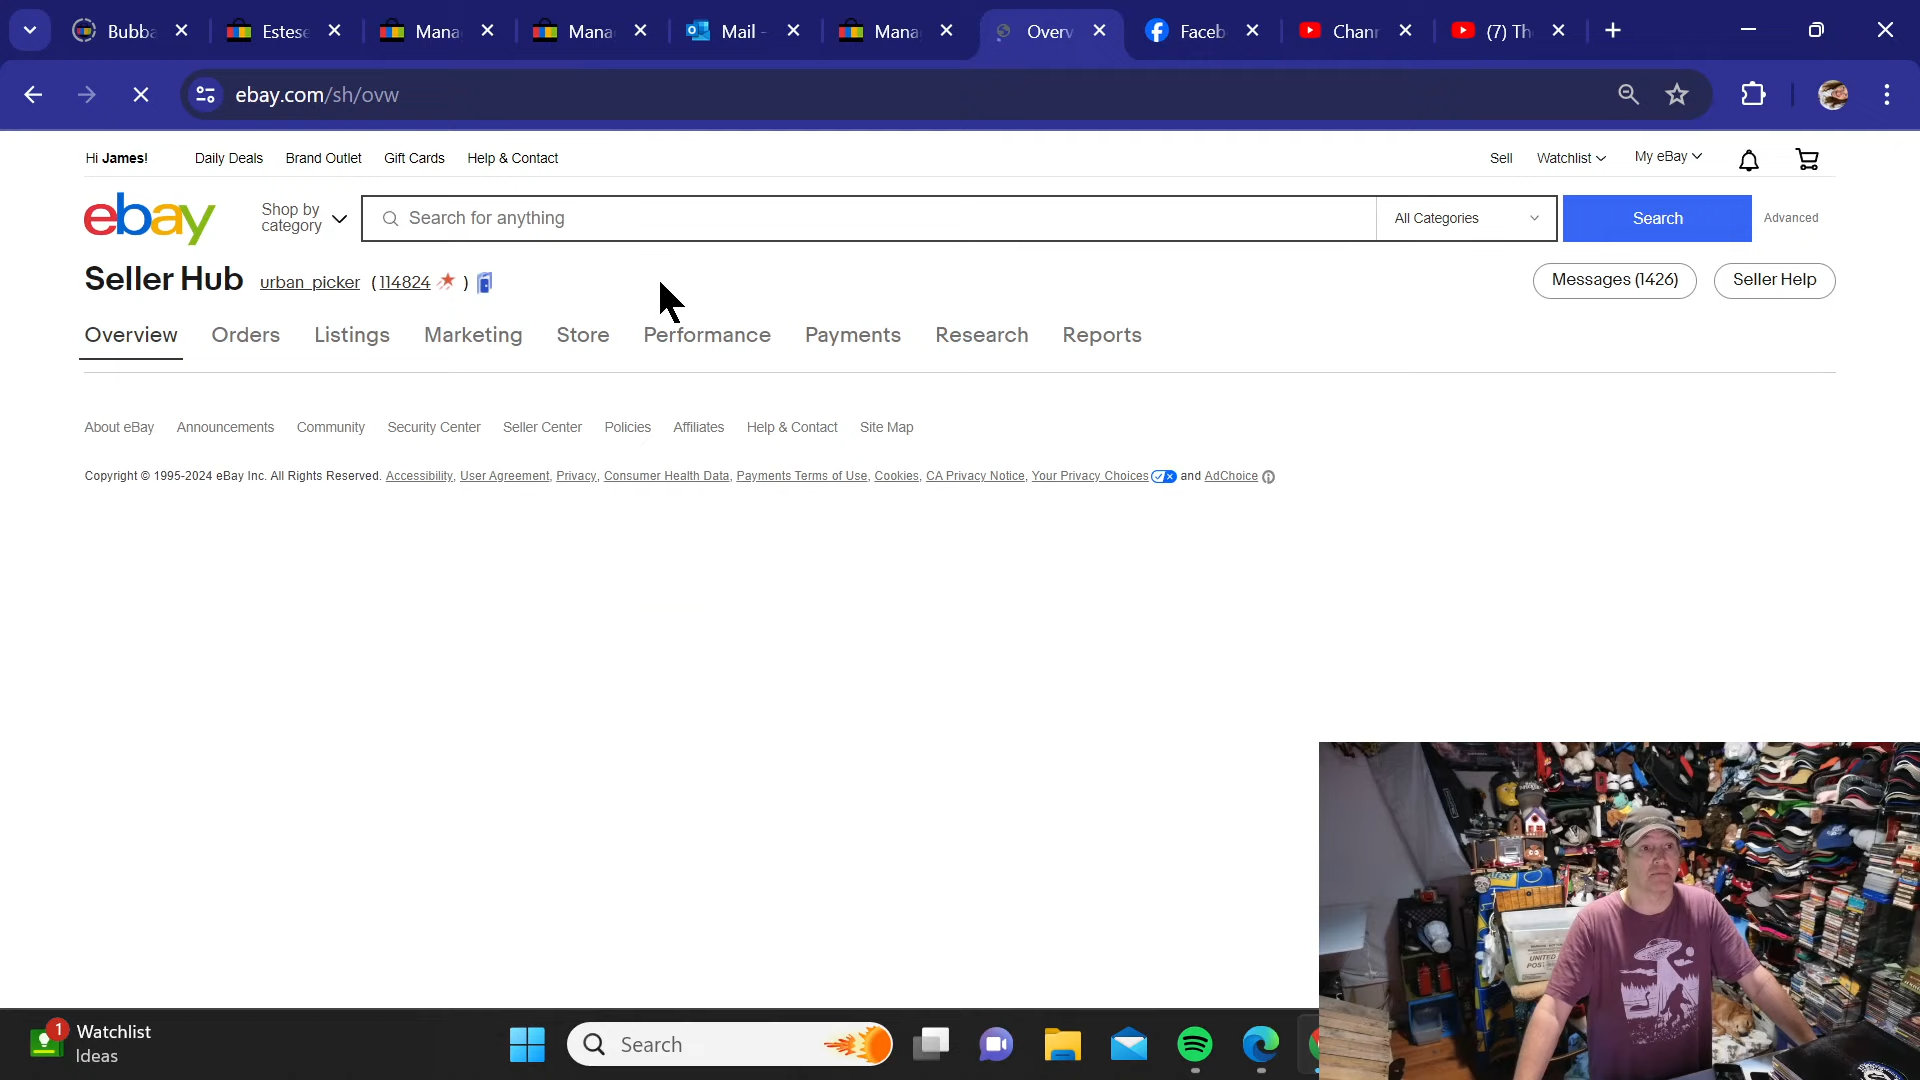 Bubba
Estese
Mana
Mana
Mail -
Mana
Overv
Faceb
Chann
(7) Th
ebay.com/sh/ovw
Hi James!
Daily Deals
Brand Outlet
Gift Cards
Help & Contact
Sell
Watchlist
My eBay
ebay
Shop by
category
Search for anything
All Categories
Search
Advanced
Seller Hub
urban_picker
(114824 )
Messages (1426)
Seller Help
Overview
Orders
Listings
Marketing
Store
Performance
Payments
Research
Reports
About eBay
Announcements
Community
Security Center
Seller Center
Policies
Affiliates
Help & Contact
Site Map
Copyright © 1995-2024 eBay Inc. All Rights Reserved. Accessibility, User Agreement, Privacy, Consumer Health Data, Payments Terms of Use, Cookies, CA Privacy Notice, Your Privacy Choices and AdChoice
1
Watchlist
Ideas
Search
UNITED